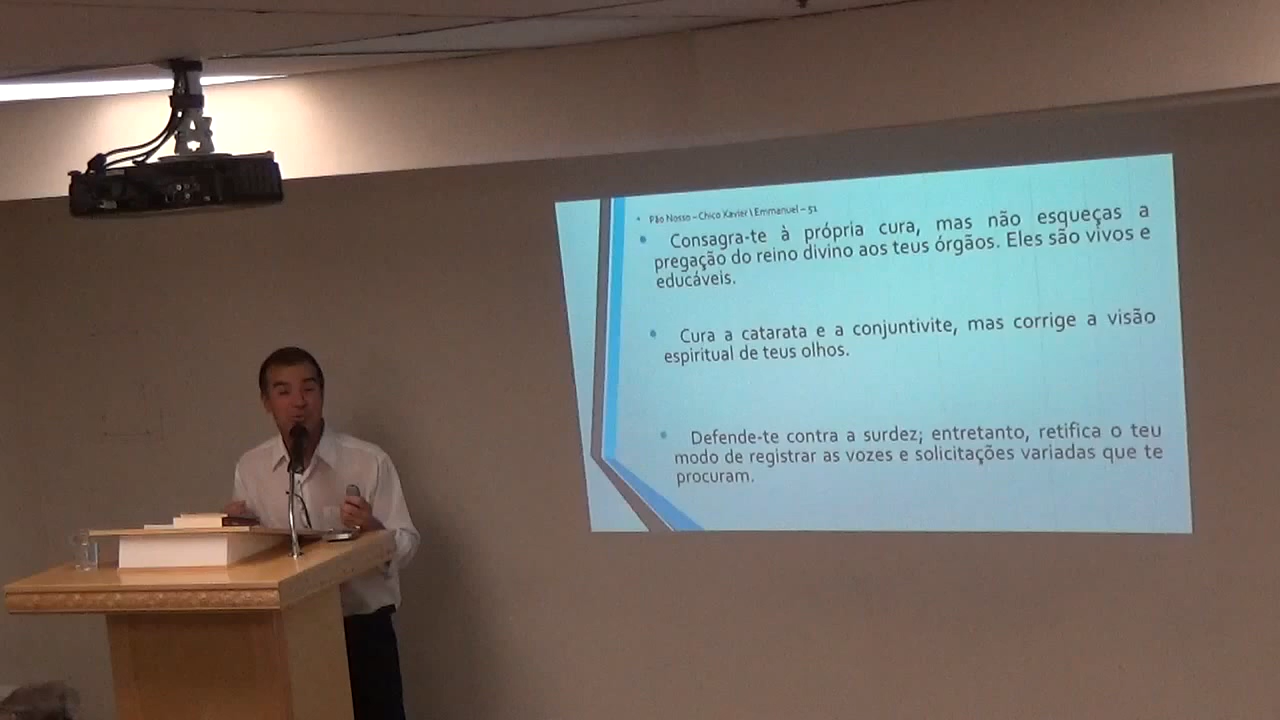 • Pão Nosso – Chico Xavier \ Emmanuel – 51
• Consagra-te à própria cura, mas não esqueças a
pregação do reino divino aos teus órgãos. Eles são vivos e
educáveis.
• Cura a catarata e a conjuntivite, mas corrige a visão
espiritual de teus olhos.
• Defende-te contra a surdez; entretanto, retifica o teu
modo de registrar as vozes e solicitações variadas que te
procuram.